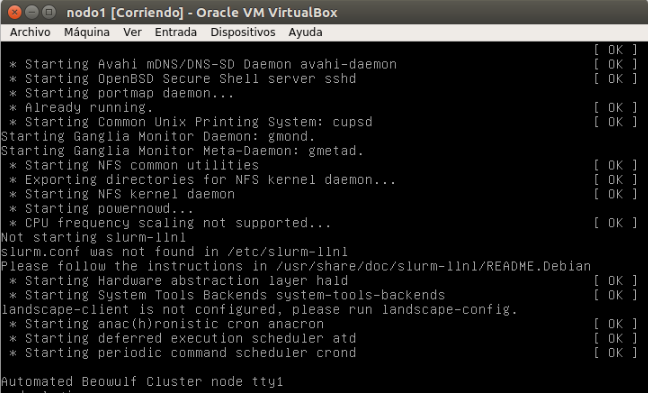 nodo1 [Corriendo] - Oracle VM VirtualBox
Archivo Máquina Ver Entrada Dispositivos Ayuda
[ OK ]
* Starting Avahi mDNS/DNS-SD Daemon avahi-daemon [ OK ]
* Starting OpenBSD Secure Shell server sshd [ OK ]
* Starting portmap daemon...
* Already running. [ OK ]
* Starting Common Unix Printing System: cupsd [ OK ]
Starting Ganglia Monitor Daemon: gmond.
Starting Ganglia Monitor Meta-Daemon: gmetad.
* Starting NFS common utilities [ OK ]
* Exporting directories for NFS kernel daemon... [ OK ]
* Starting NFS kernel daemon [ OK ]
* Starting powernowd...
* CPU frequency scaling not supported... [ OK ]
Not starting slurm-llnl
slurm.conf was not found in /etc/slurm-llnl
Please follow the instructions in /usr/share/doc/slurm-llnl/README.Debian
* Starting Hardware abstraction layer hald [ OK ]
* Starting System Tools Backends system-tools-backends [ OK ]
landscape-client is not configured, please run landscape-config.
* Starting anac(h)ronistic cron anacron [ OK ]
* Starting deferred execution scheduler atd [ OK ]
* Starting periodic command scheduler crond [ OK ]
Automated Beowulf Cluster node tty1